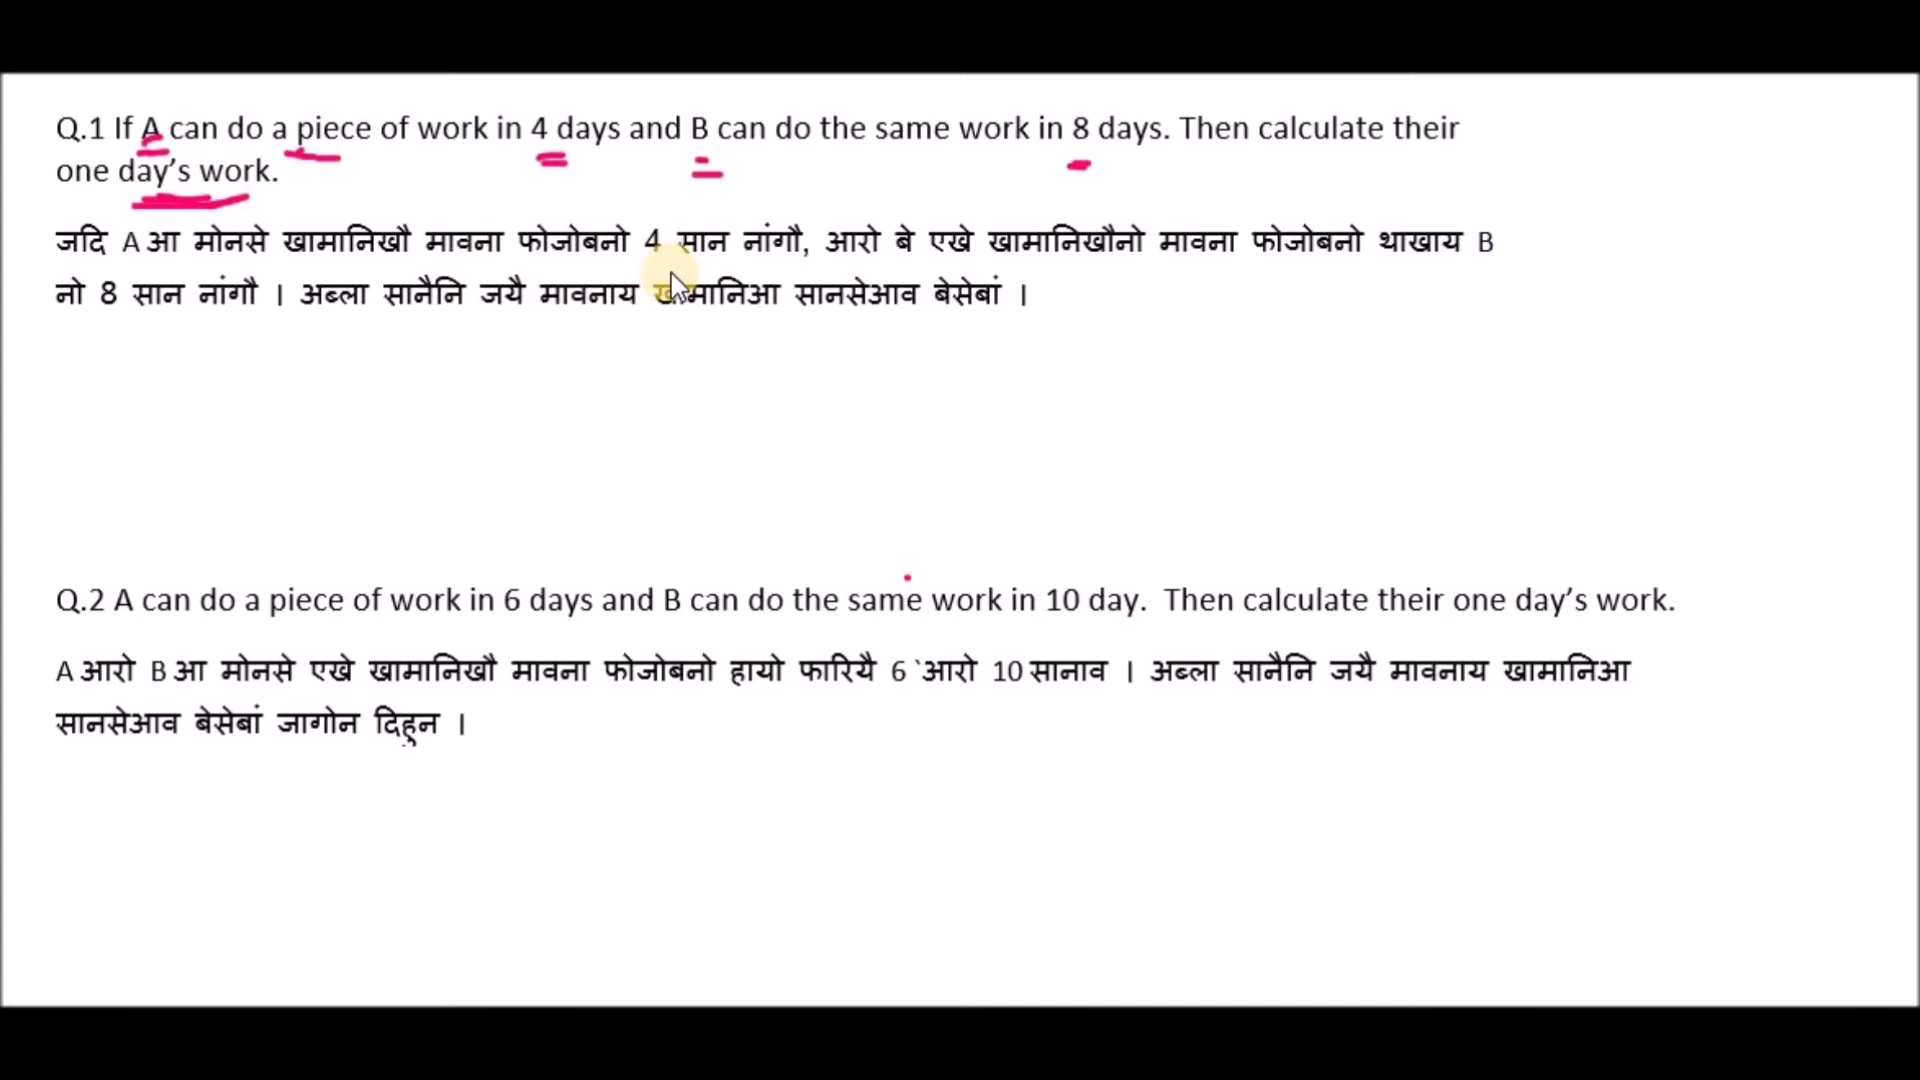 Q.1 If A can do a piece of work in 4 days and B can do the same work in 8 days. Then calculate their
one day’s work.
जदि A आ मोनसे खामानिखौ मावना फोजोबनो 4 सान नांगौ, आरो बे एखे खामानिखौनो मावना फोजोबनो थाखाय B
नो 8 सान नांगौ । अब्ला सानैनि जयै मावनाय खामानिआ सानसेआव बेसेबां ।
Q.2 A can do a piece of work in 6 days and B can do the same work in 10 day. Then calculate their one day’s work.
A आरो B आ मोनसे एखे खामानिखौ मावना फोजोबनो हायो फारियै 6 `आरो 10 सानाव । अब्ला सानैनि जयै मावनाय खामानिआ
सानसेआव बेसेबां जागोन दिहुन ।